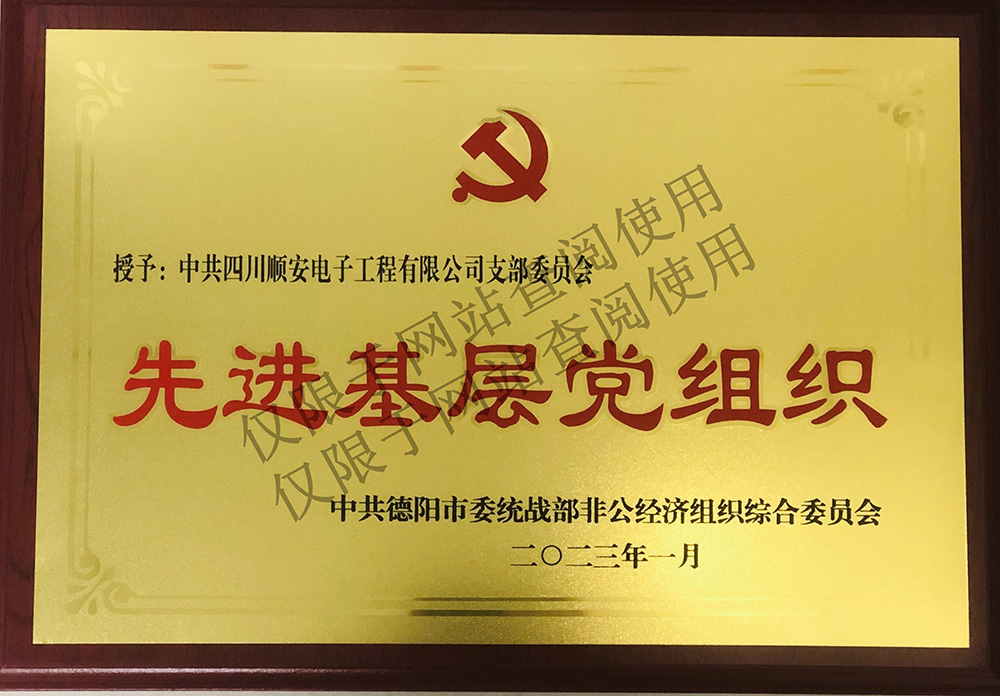 授予：中共四川顺安电子工程有限公司支部委员会
先进基层党组织
中共德阳市委统战部非公经济组织综合委员会
二〇二三年一月
仅限于网站查阅使用
仅限于网站查阅使用